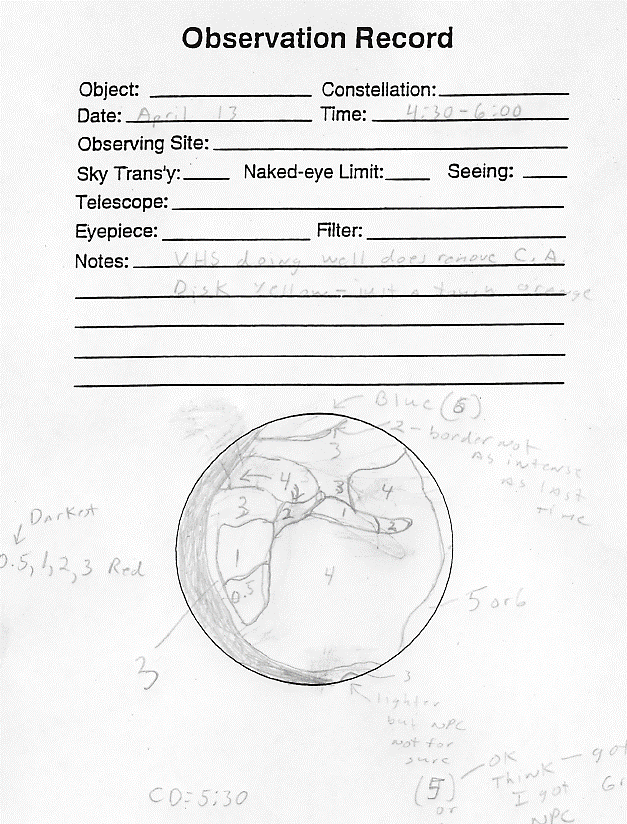 Observation Record
Object: Constellation:
Date: April 13 Time: 4:30-6:00
Observing Site:
Sky Trans'y: Naked-eye Limit: Seeing:
Telescope:
Eyepiece: Filter:
Notes: VHS doing well does remove C.A.
Disk Yellow - just a touch orange
Blue (5)
2 - border not
as intense
as last
time
3
4
3
4
3
2
1
2
Darkest
0.5, 1, 2, 3 Red
1
0.5
4
5 or 6
3
3
lighter
but NPC
not for
sure
(5)
or
OK
Think
I got
NPC
CD=5:30